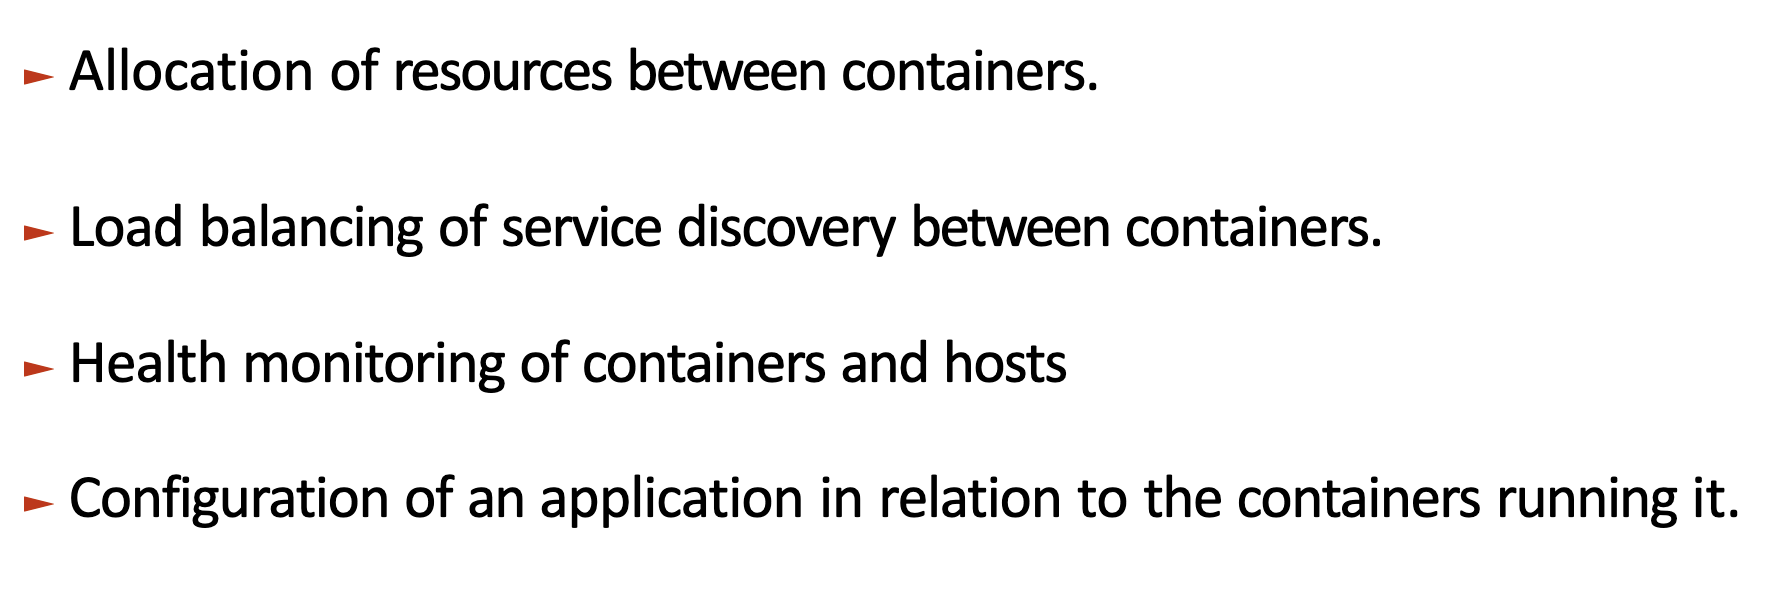 ► Allocation of resources between containers.
► Load balancing of service discovery between containers.
► Health monitoring of containers and hosts
► Configuration of an application in relation to the containers running it.